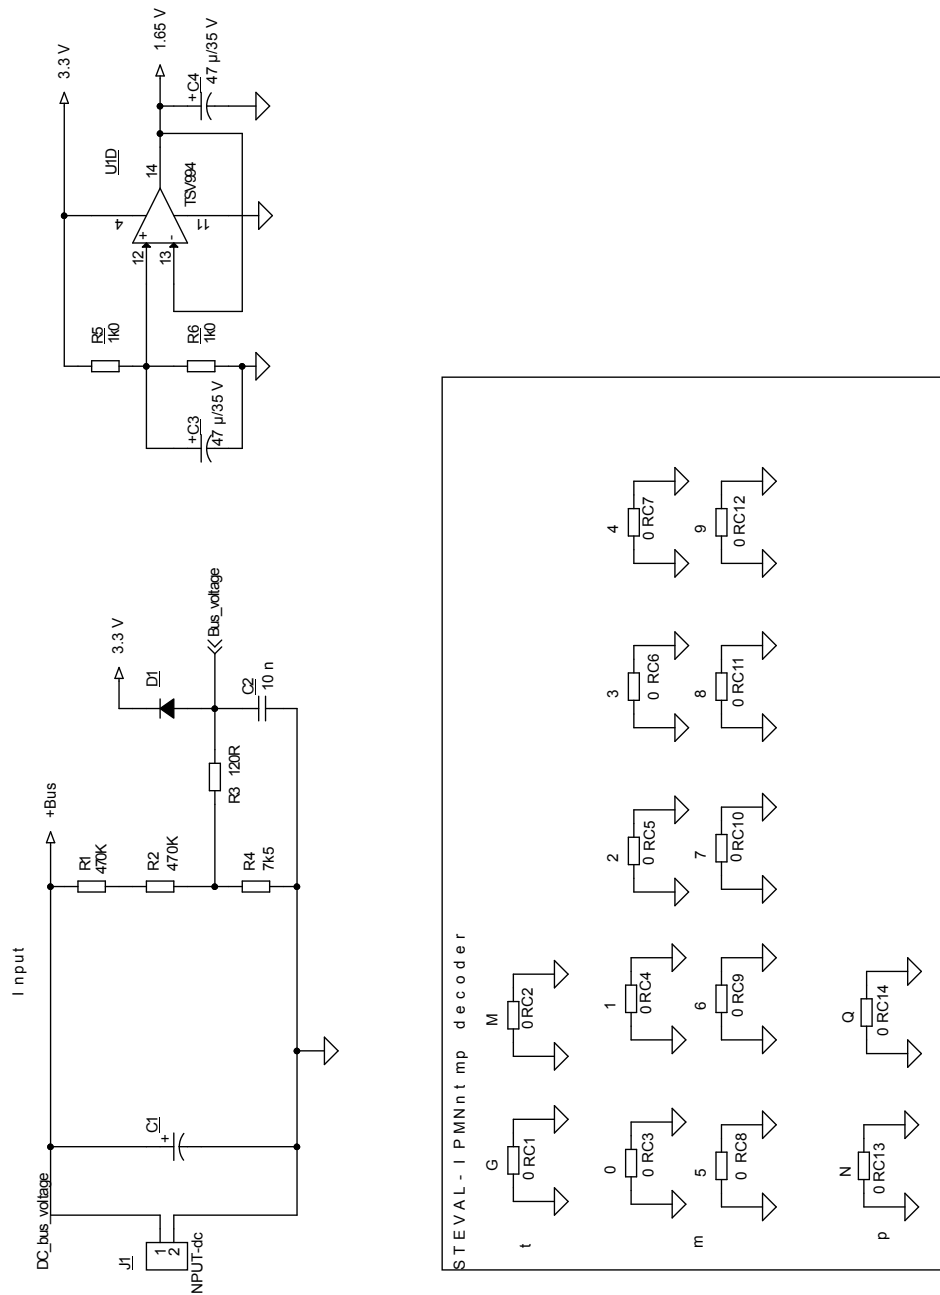 Input
J1
1
2
NPUT-dc
DC_bus_voltage
C1
+
+Bus
R1
470K
R2
470K
R4
7k5
R3 120R
D1
3.3 V
C2
10 n
Bus_voltage
+C3
47 µ/35 V
R5
1k0
R6
1k0
3.3 V
12
13
+
-
4
11
14
U1D
TSV994
1.65 V
+C4
47 µ/35 V
STEVAL-IPMNntmp decoder
t
G
0 RC1
M
0 RC2
m
0
0 RC3
1
0 RC4
2
0 RC5
3
0 RC6
4
0 RC7
5
0 RC8
6
0 RC9
7
0 RC10
8
0 RC11
9
0 RC12
p
N
0 RC13
Q
0 RC14